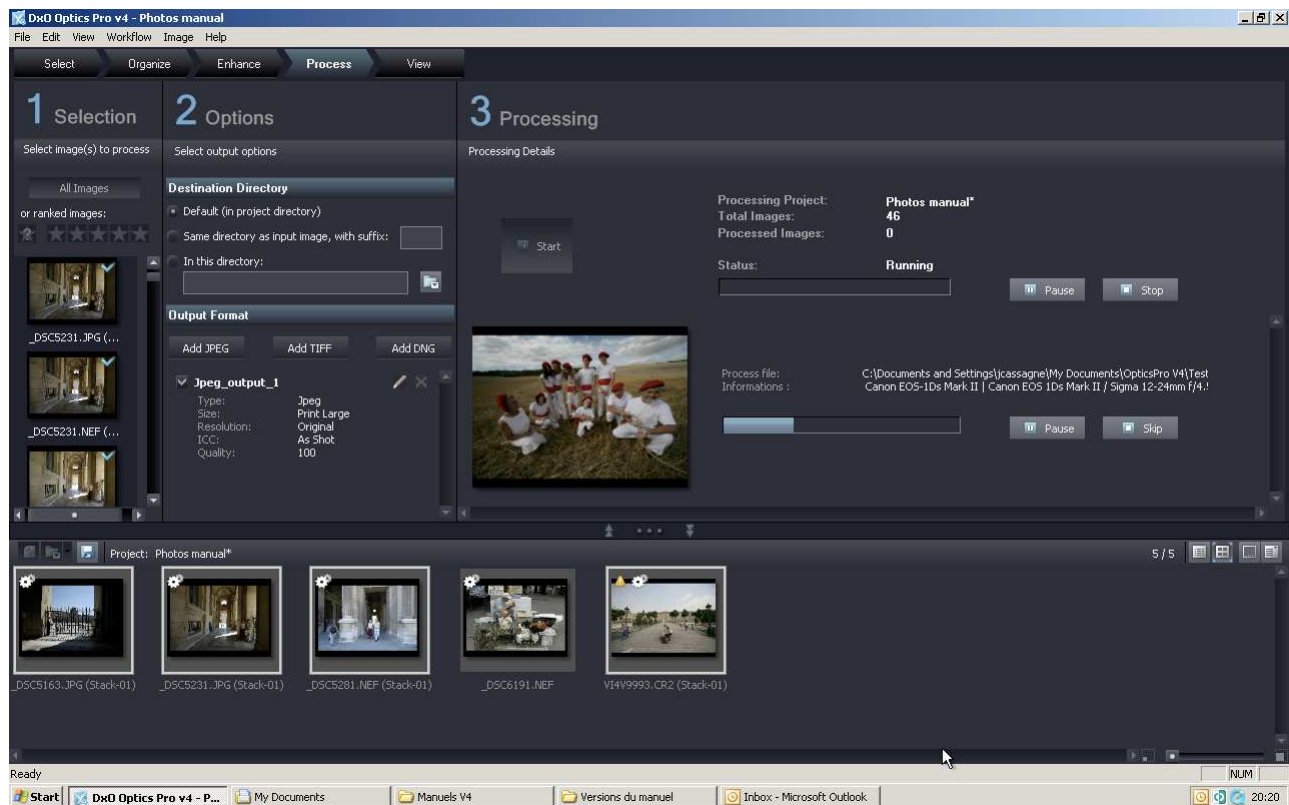 DxO Optics Pro v4 - Photos manual
File Edit View Workflow Image Help
Select Organize Enhance Process View
1 Selection
Select image(s) to process
All Images
or ranked images:
?
_DSC5231.JPG (...
_DSC5231.NEF (...
2 Options
Select output options
Destination Directory
Default (in project directory)
Same directory as input image, with suffix:
In this directory:
Output Format
Add JPEG Add TIFF Add DNG
Jpeg_output_1
Type: Jpeg
Size: Print Large
Resolution: Original
ICC: As Shot
Quality: 100
3 Processing
Processing Details
Start
Processing Project: Photos manual*
Total Images: 46
Processed Images: 0
Status: Running
Pause Stop
Process file: C:\Documents and Settings\jcassagne\My Documents\OpticsPro V4\Test
Informations : Canon EOS-1Ds Mark II | Canon EOS 1Ds Mark II / Sigma 12-24mm f/4.
Pause Skip
Project: Photos manual*
5 / 5
_DSC5163.JPG (Stack-01) _DSC5231.JPG (Stack-01) _DSC5281.NEF (Stack-01) _DSC6191.NEF VI4V9993.CR2 (Stack-01)
Ready
NUM
Start DxO Optics Pro v4 - P... My Documents Manuels V4 Versions du manuel Inbox - Microsoft Outlook 20:20